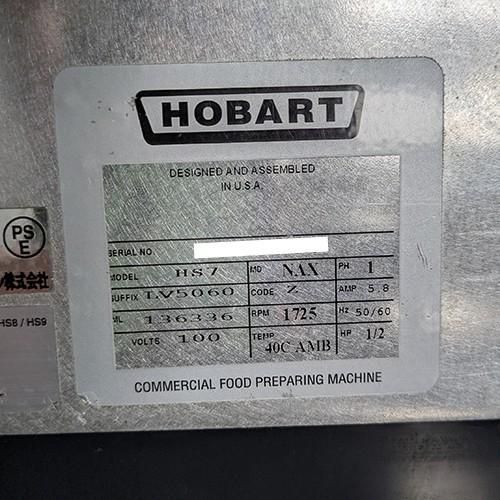 HOBART
DESIGNED AND ASSEMBLED
IN U.S.A.
SERIAL NO
MODEL HS7 MO NAX PH 1
SUFFIX LV5060 CODE Z AMP 5.8
ML 136336 RPM 1725 Hz 50/60
VOLTS 100 TEMP 40C AMB HP 1/2
COMMERCIAL FOOD PREPARING MACHINE
PS
E
株式会社
HS8 / HS9